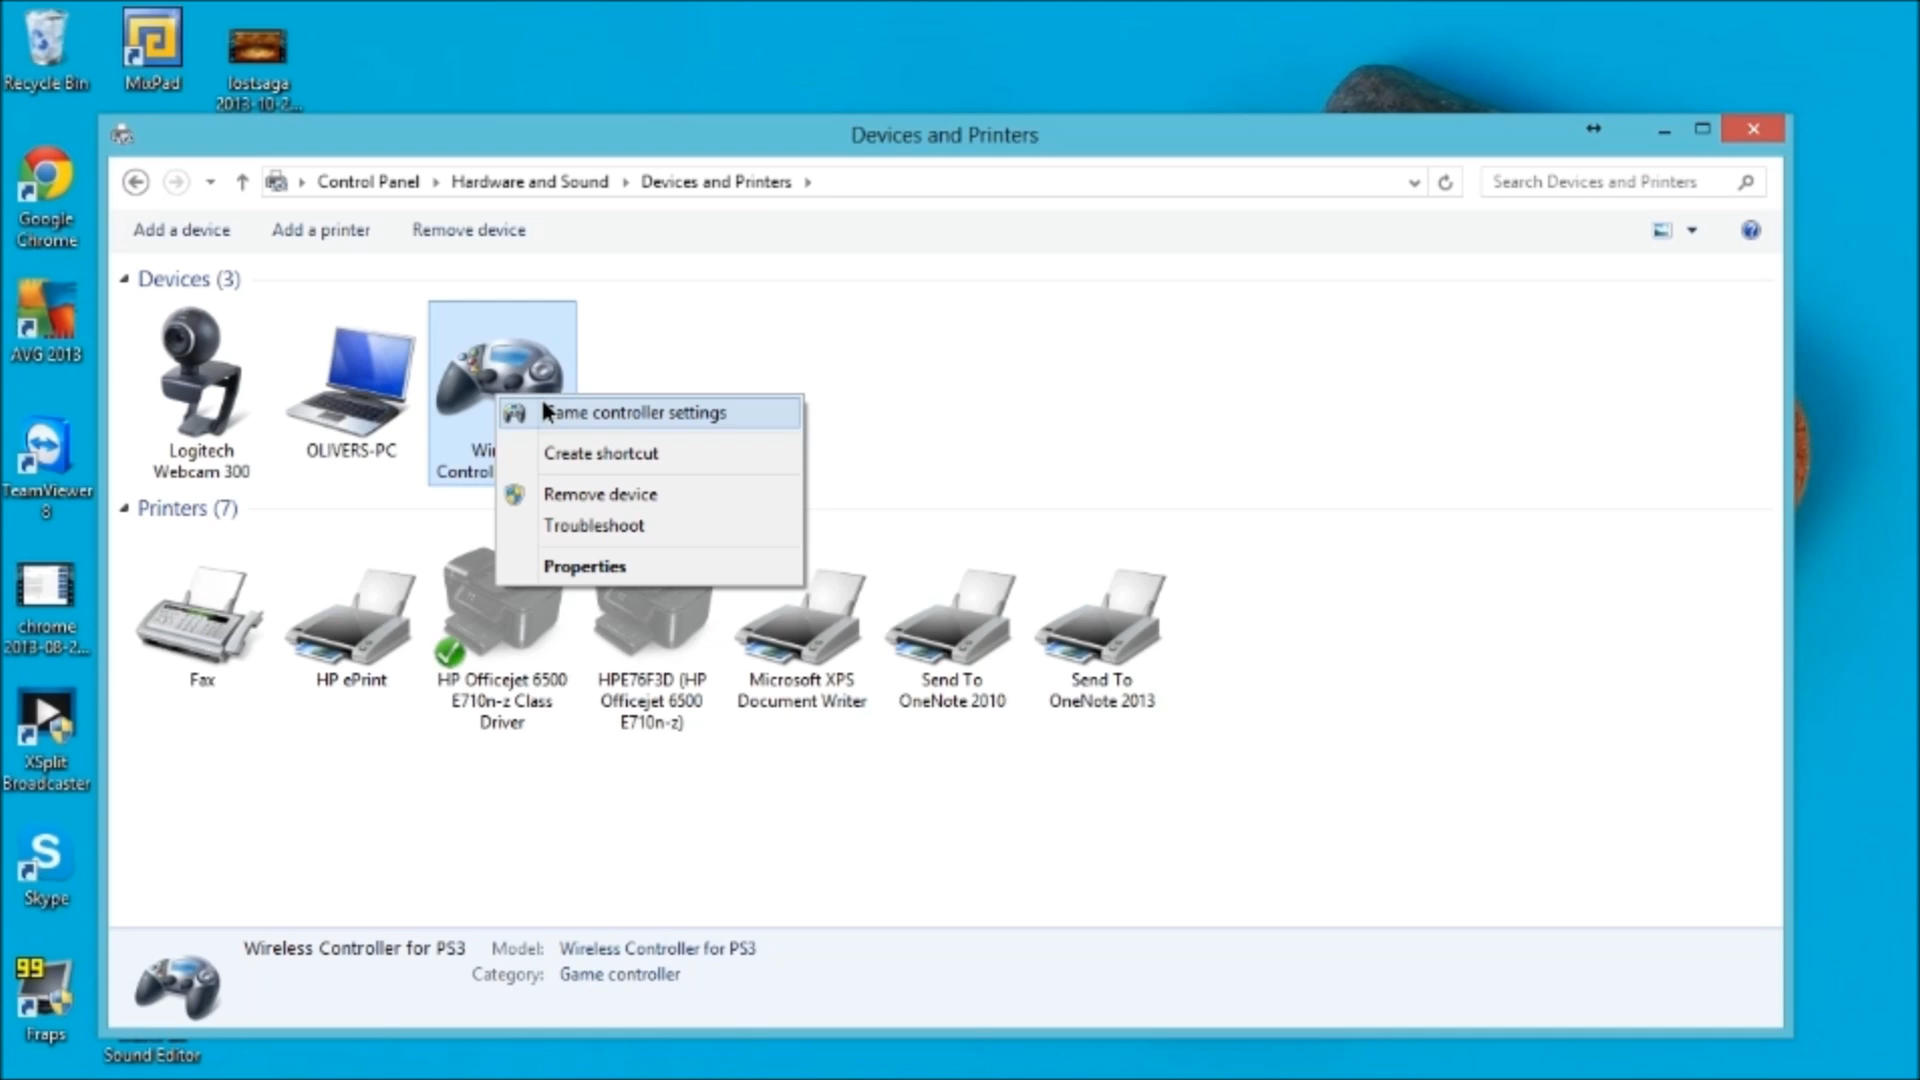 Recycle Bin
MixPad
lostsaga
2013-10-2...
Devices and Printers
Control Panel
Hardware and Sound
Devices and Printers
Search Devices and Printers
Add a device
Add a printer
Remove device
Google
Chrome
Devices (3)
AVG 2013
Logitech
Webcam 300
OLIVERS-PC
Wir
Control
Game controller settings
Create shortcut
Remove device
Troubleshoot
Properties
TeamViewer
8
Printers (7)
chrome
2013-08-2...
Fax
HP ePrint
HP Officejet 6500
E710n-z Class
Driver
HPE76F3D (HP
Officejet 6500
E710n-z)
Microsoft XPS
Document Writer
Send To
OneNote 2010
Send To
OneNote 2013
XSplit
Broadcaster
S
Skype
Wireless Controller for PS3
Model: Wireless Controller for PS3
Category: Game controller
99
Fraps
Sound Editor